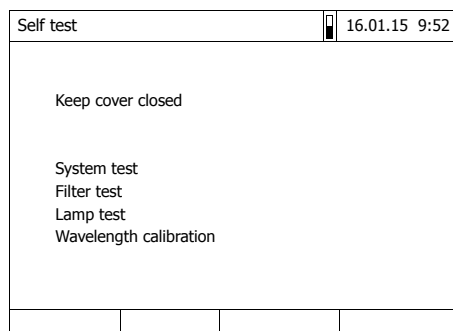 Self test 16.01.15 9:52
Keep cover closed
System test
Filter test
Lamp test
Wavelength calibration